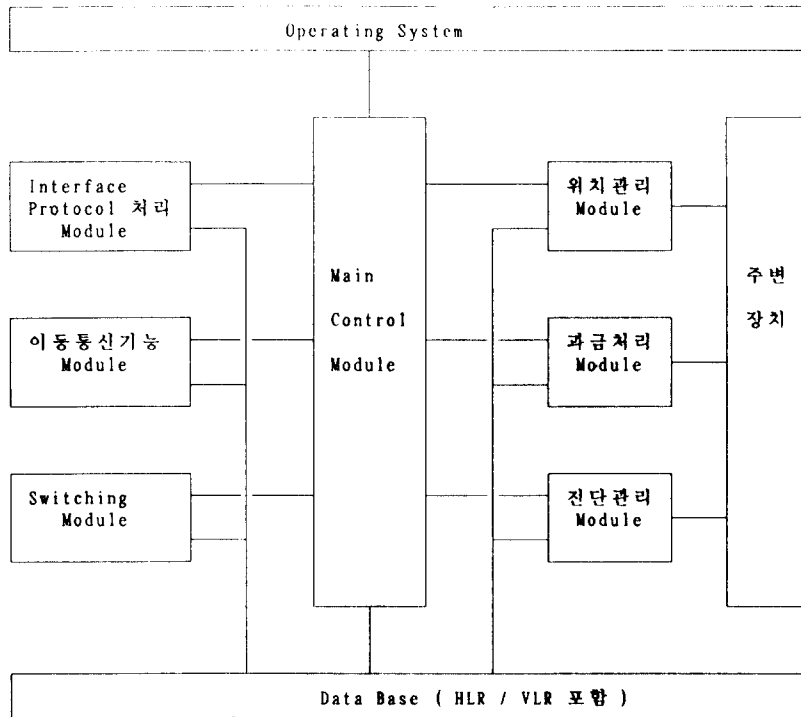 Operating System
Interface
Protocol 처리
Module
이동통신기능
Module
Switching
Module
Main
Control
Module
위치관리
Module
과금처리
Module
진단관리
Module
주변
장치
Data Base ( HLR / VLR 포함 )